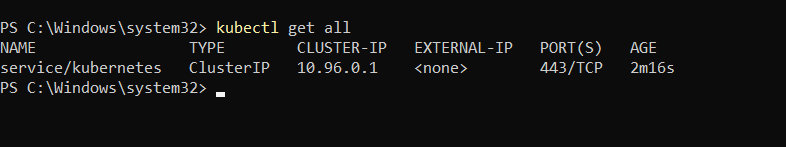 PS C:\Windows\system32> kubectl get all
NAME                 TYPE        CLUSTER-IP   EXTERNAL-IP   PORT(S)   AGE
service/kubernetes   ClusterIP   10.96.0.1    <none>        443/TCP   2m16s
PS C:\Windows\system32>